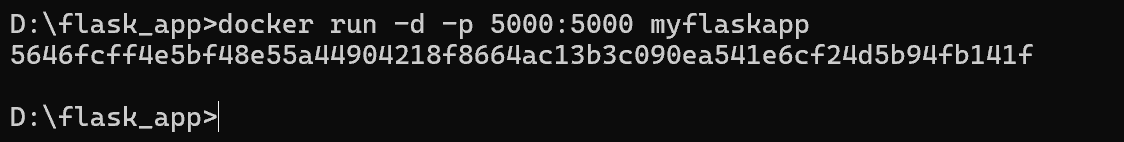 D:\flask_app>docker run -d -p 5000:5000 myflaskapp
5646fcff4e5bf48e55a44904218f8664ac13b3c090ea541e6cf24d5b94fb141f
D:\flask_app>